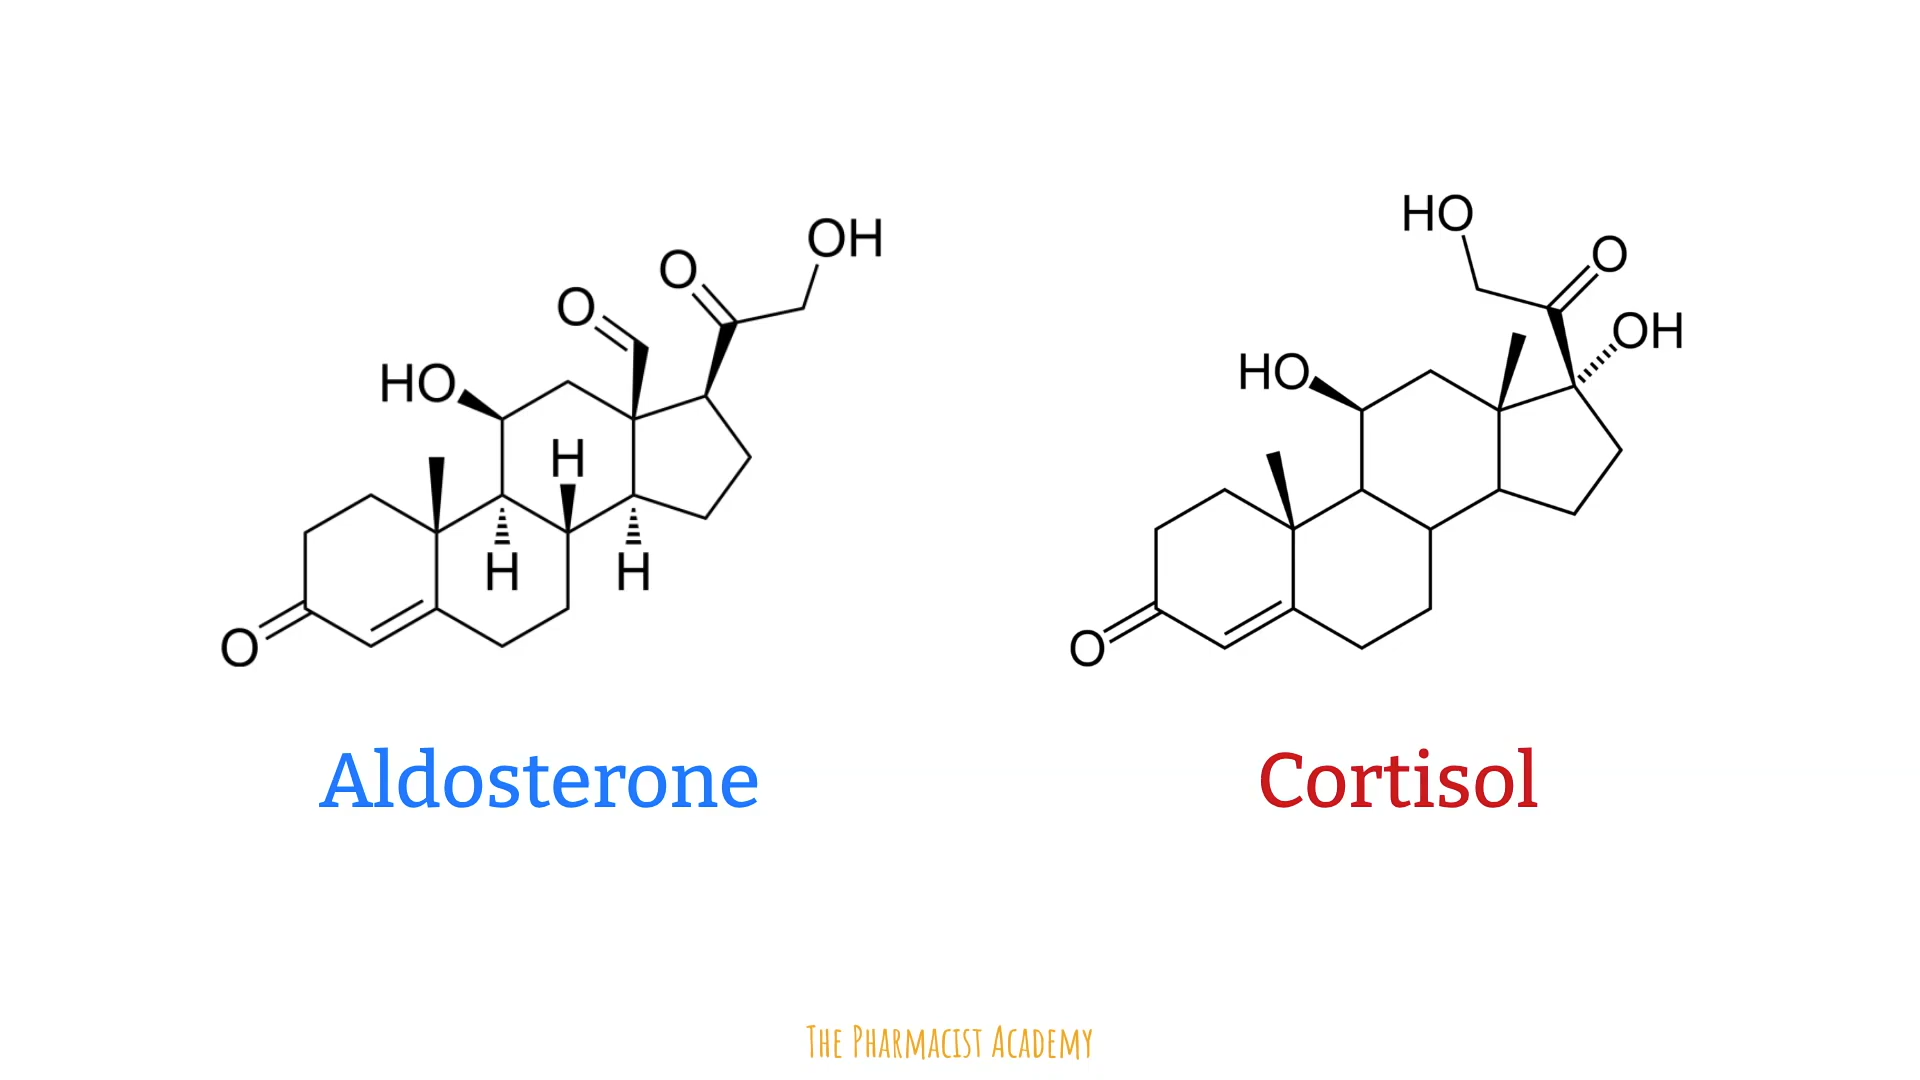 OH
O
O
HO
H
H
H
O
Aldosterone
HO
O
OH
HO
O
Cortisol
The Pharmacist Academy